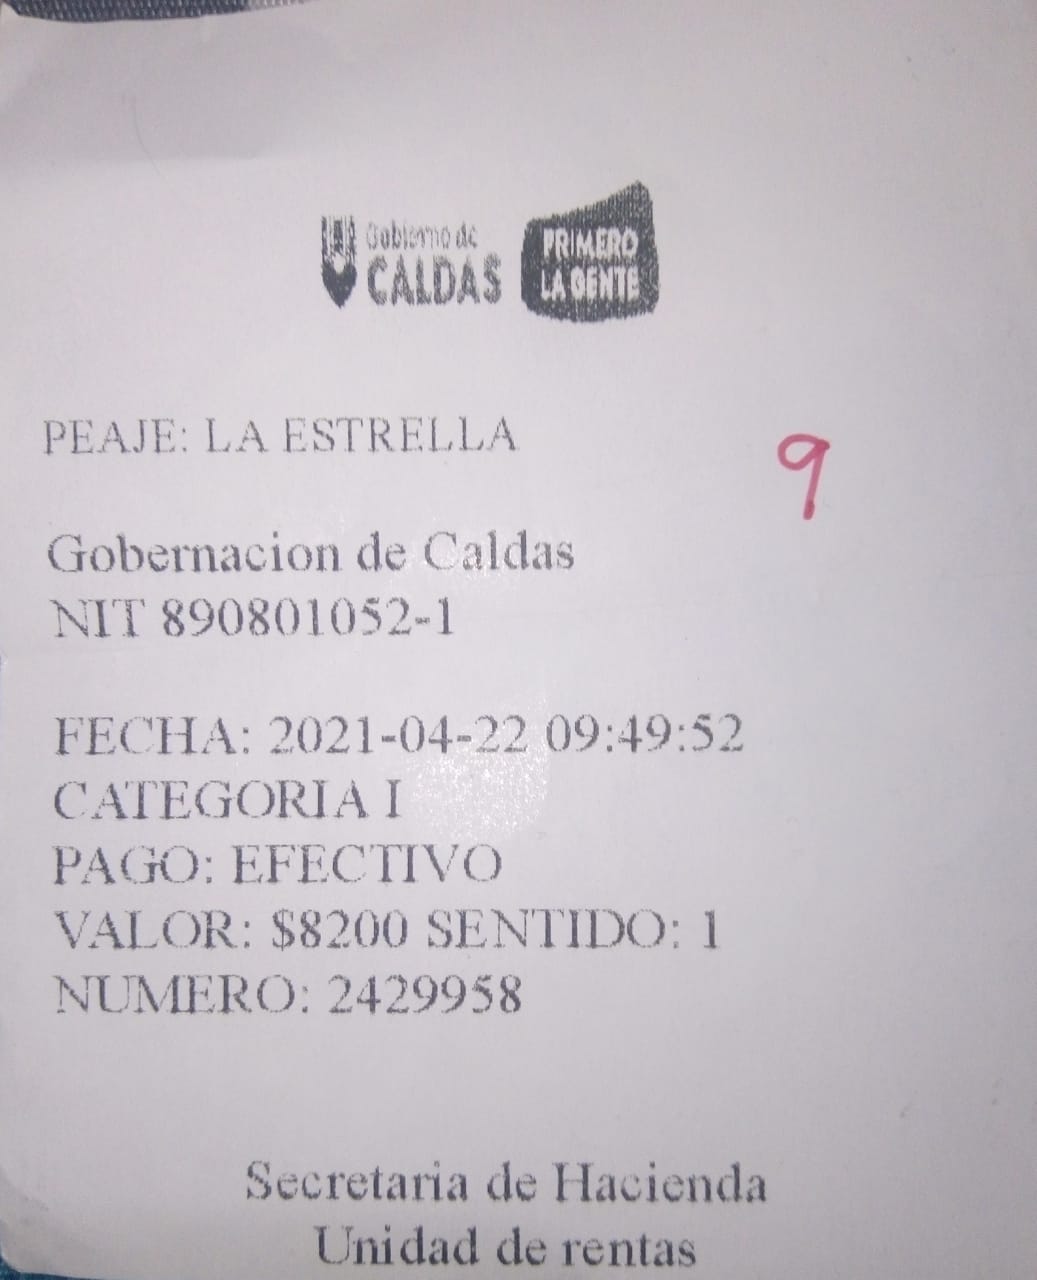 Gobierno de
CALDAS
PRIMERO
LA GENTE
PEAJE: LA ESTRELLA
9
Gobernacion de Caldas
NIT 890801052-1
FECHA: 2021-04-22 09:49:52
CATEGORIA I
PAGO: EFECTIVO
VALOR: $8200 SENTIDO: 1
NUMERO: 2429958
Secretaria de Hacienda
Unidad de rentas